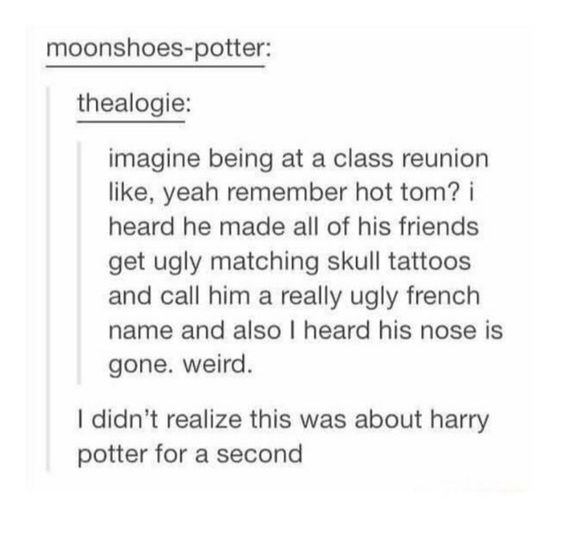 moonshoes-potter:
thealogie:
imagine being at a class reunion
like, yeah remember hot tom? i
heard he made all of his friends
get ugly matching skull tattoos
and call him a really ugly french
name and also I heard his nose is
gone. weird.
I didn't realize this was about harry
potter for a second